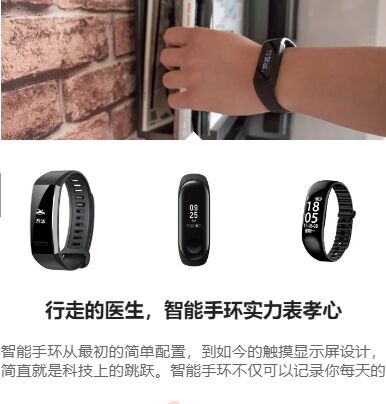 09
25
18
05
行走的医生，智能手环实力表孝心
智能手环从最初的简单配置，到如今的触摸显示屏设计，
简直就是科技上的跳跃。智能手环不仅可以记录你每天的